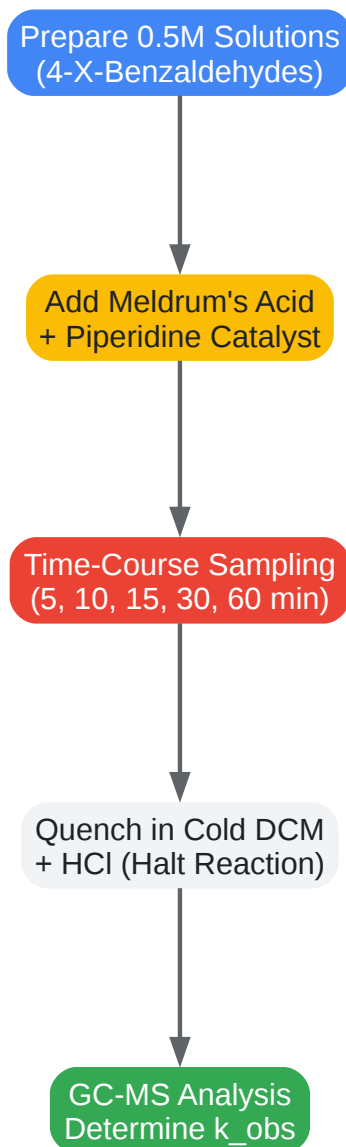 Prepare 0.5M Solutions
(4-X-Benzaldehydes)
Add Meldrum's Acid
+ Piperidine Catalyst
Time-Course Sampling
(5, 10, 15, 30, 60 min)
Quench in Cold DCM
+ HCl (Halt Reaction)
GC-MS Analysis
Determine k_obs